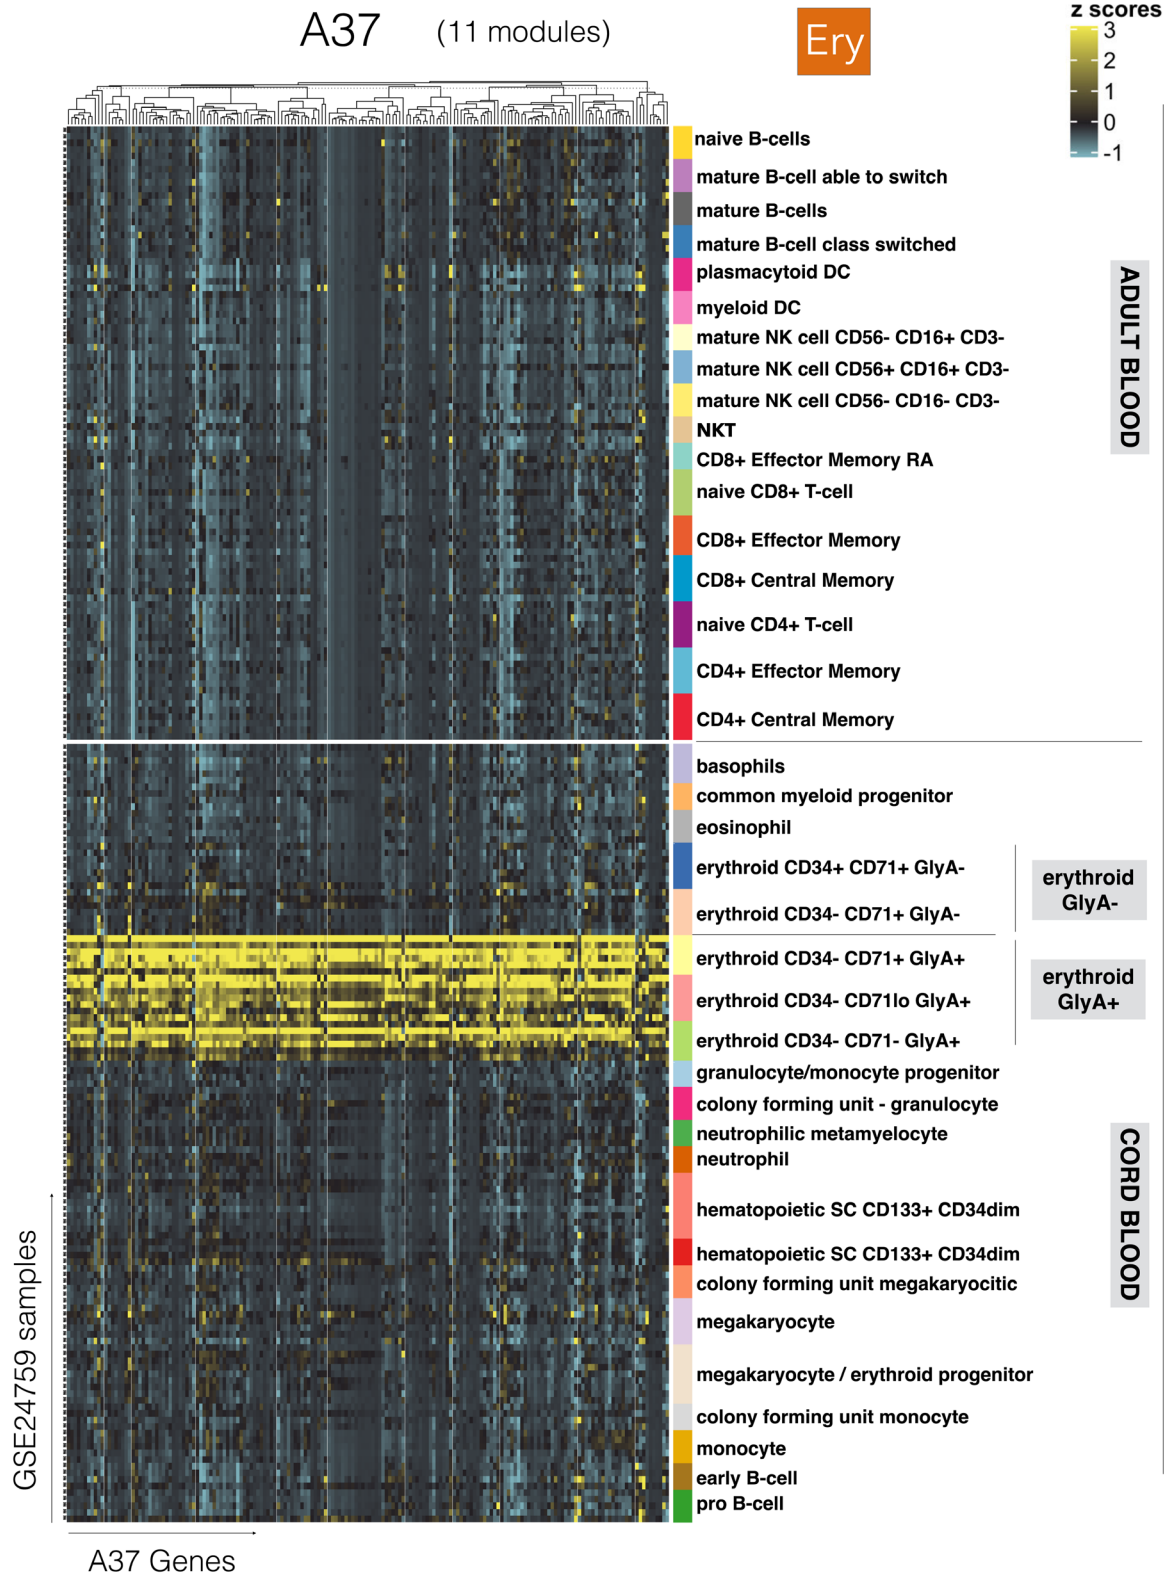 A37 (11 modules)
Ery
z scores
3
2
1
0
-1
naive B-cells
mature B-cell able to switch
mature B-cells
mature B-cell class switched
plasmacytoid DC
myeloid DC
mature NK cell CD56- CD16+ CD3-
mature NK cell CD56+ CD16+ CD3-
mature NK cell CD56- CD16- CD3-
NKT
CD8+ Effector Memory RA
naive CD8+ T-cell
CD8+ Effector Memory
CD8+ Central Memory
naive CD4+ T-cell
CD4+ Effector Memory
CD4+ Central Memory
ADULT BLOOD
basophils
common myeloid progenitor
eosinophil
erythroid CD34+ CD71+ GlyA-
erythroid CD34- CD71+ GlyA-
erythroid
GlyA-
erythroid CD34- CD71+ GlyA+
erythroid CD34- CD71lo GlyA+
erythroid CD34- CD71- GlyA+
erythroid
GlyA+
granulocyte/monocyte progenitor
colony forming unit - granulocyte
neutrophilic metamyelocyte
neutrophil
hematopoietic SC CD133+ CD34dim
hematopoietic SC CD133+ CD34dim
colony forming unit megakaryocitic
megakaryocyte
megakaryocyte / erythroid progenitor
colony forming unit monocyte
monocyte
early B-cell
pro B-cell
CORD BLOOD
GSE24759 samples
A37 Genes